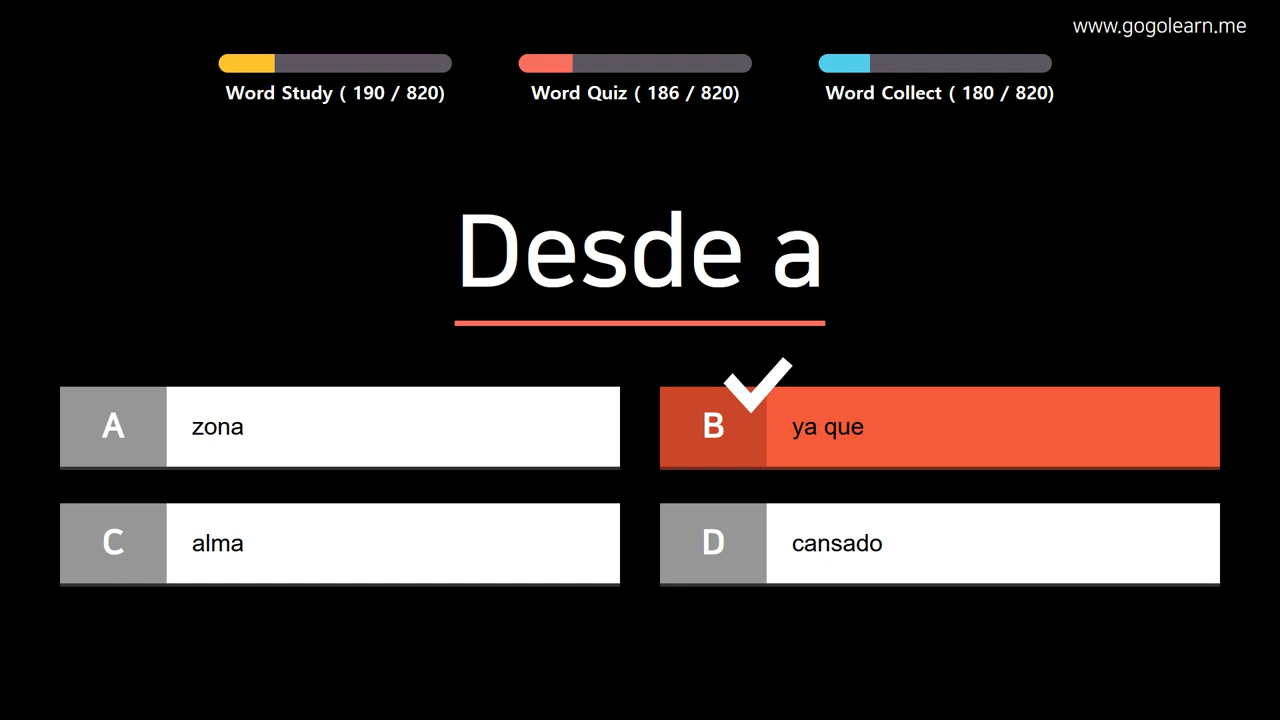 www.gogolearn.me
Word Study ( 190 / 820)
Word Quiz ( 186 / 820)
Word Collect ( 180 / 820)
Desde a
A zona
B ya que
C alma
D cansado